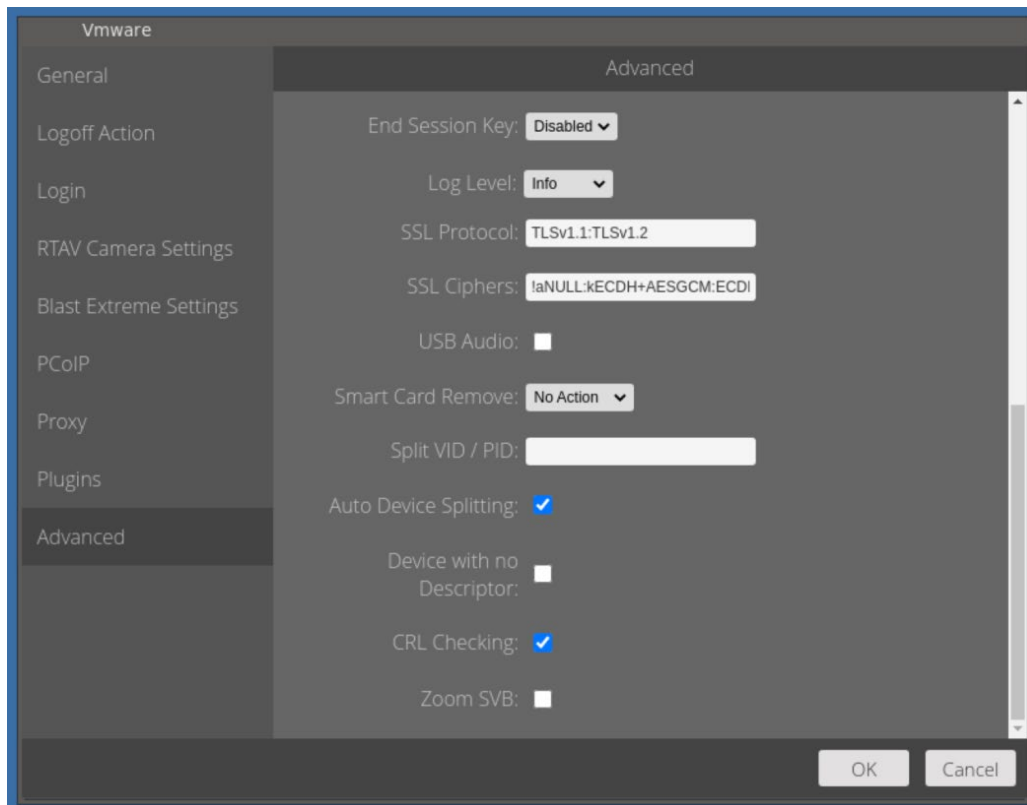 Vmware
General
Logoff Action
Login
RTAV Camera Settings
Blast Extreme Settings
PCoIP
Proxy
Plugins
Advanced
Advanced
End Session Key: Disabled
Log Level: Info
SSL Protocol: TLSv1.1:TLSv1.2
SSL Ciphers: !aNULL:kECDH+AESGCM:ECD
USB Audio:
Smart Card Remove: No Action
Split VID / PID:
Auto Device Splitting:
Device with no
Descriptor:
CRL Checking:
Zoom SVB:
OK Cancel